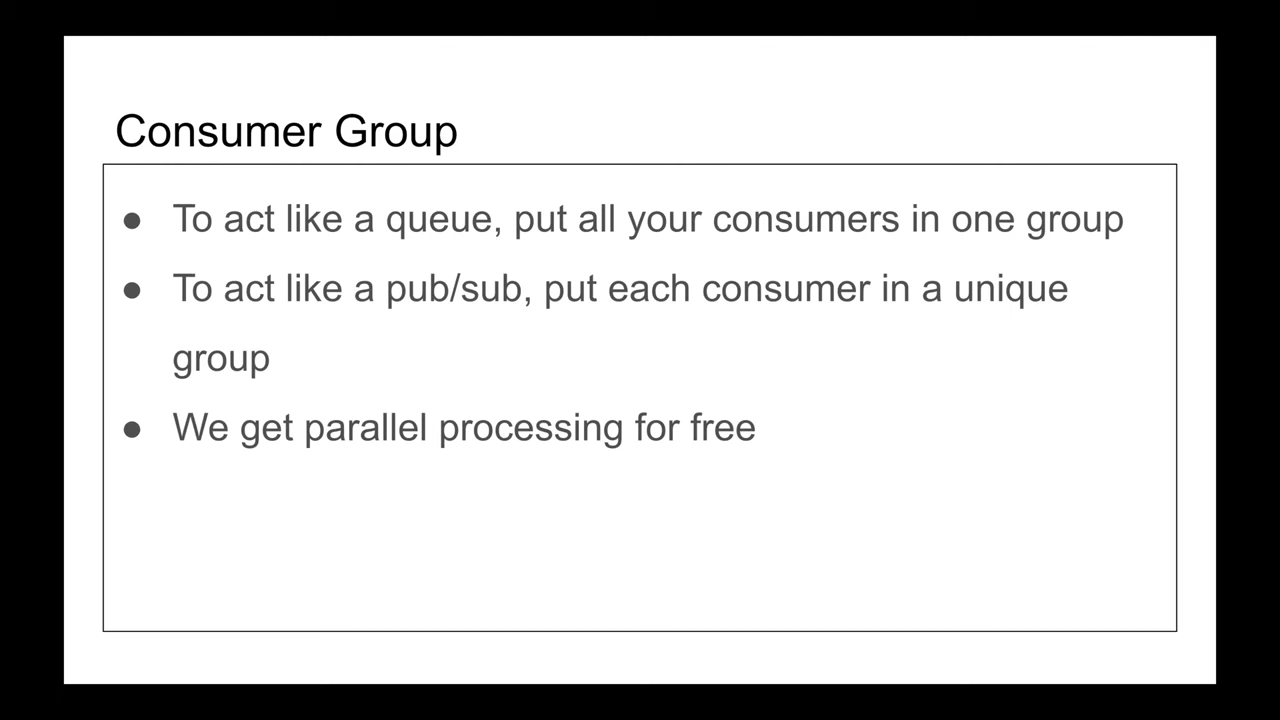 Consumer Group
● To act like a queue, put all your consumers in one group
● To act like a pub/sub, put each consumer in a unique
group
● We get parallel processing for free